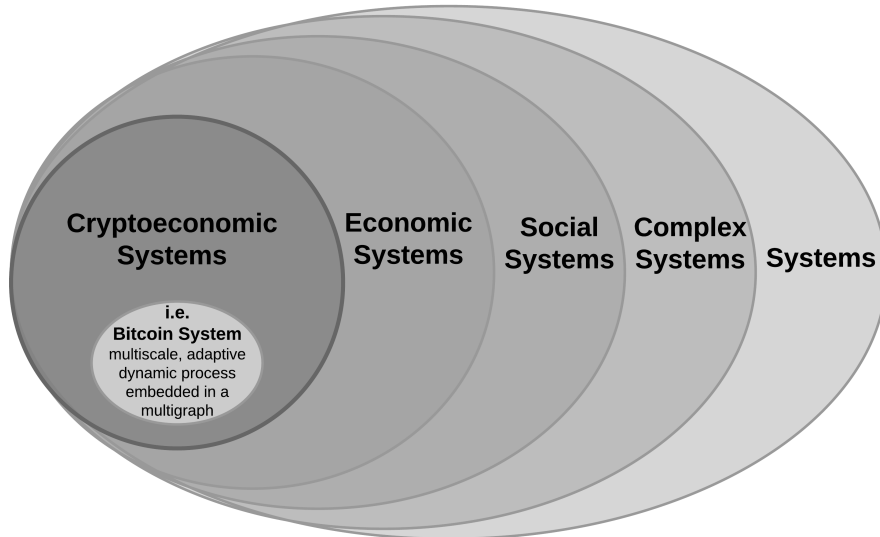 Cryptoeconomic
Systems
i.e.
Bitcoin System
multiscale, adaptive
dynamic process
embedded in a
multigraph
Economic
Systems
Social
Systems
Complex
Systems
Systems